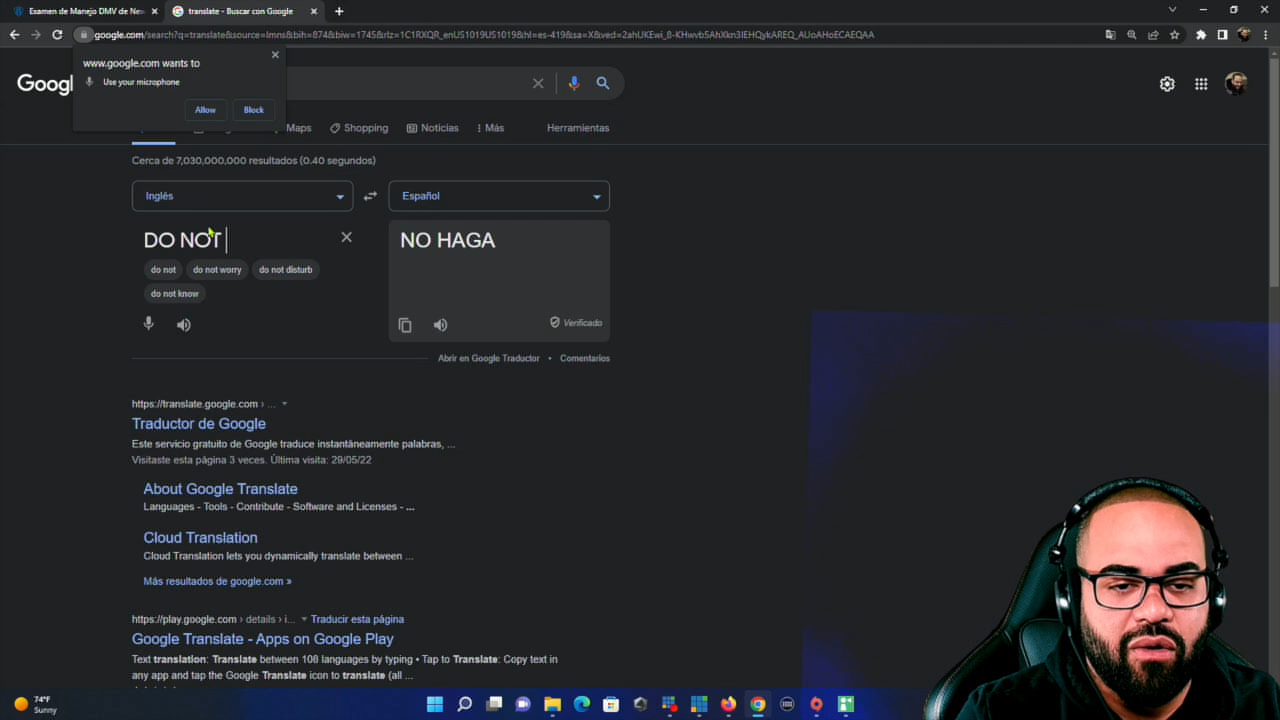 Examen de Manejo DMV de Nev
translate - Buscar con Google
google.com/search?q=translate&source=lmns&bih=874&biw=1745&rlz=1C1RXQR_enUS1019US1019&hl=es-419&sa=X&ved=2ahUKEwi_8-KHwvb5AhXkn3IEHQykAREQ_AUoAHoECAEQAA
www.google.com wants to
Use your microphone
Allow
Block
Googl
Maps
Shopping
Noticias
Más
Herramientas
Cerca de 7,030,000,000 resultados (0.40 segundos)
Inglés
Español
DO NOT
NO HAGA
do not
do not worry
do not disturb
do not know
Verificado
Abrir en Google Traductor • Comentarios
https://translate.google.com › ...
Traductor de Google
Este servicio gratuito de Google traduce instantáneamente palabras, ...
Visitaste esta página 3 veces. Última visita: 29/05/22
About Google Translate
Languages - Tools - Contribute - Software and Licenses - ...
Cloud Translation
Cloud Translation lets you dynamically translate between ...
Más resultados de google.com »
https://play.google.com › details › i...
Traducir esta página
Google Translate - Apps on Google Play
Text translation: Translate between 108 languages by typing • Tap to Translate: Copy text in
any app and tap the Google Translate icon to translate (all ...
74°F
Sunny